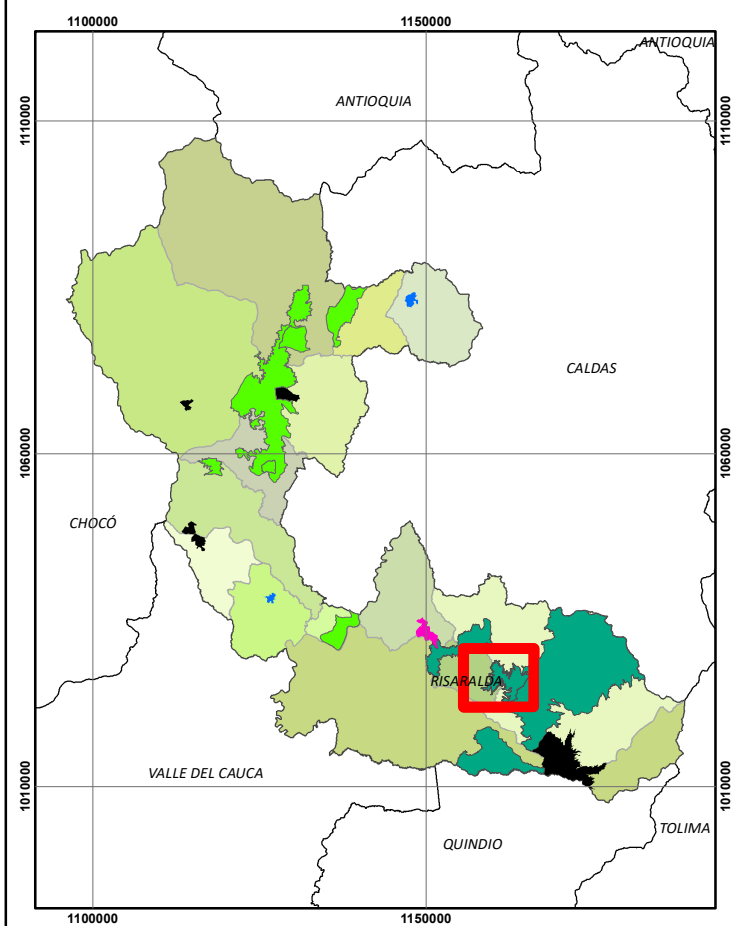 1100000 1150000
ANTIOQUIA
ANTIOQUIA
1110000 1110000
CALDAS
1060000 1060000
CHOCÓ
RISARALDA
VALLE DEL CAUCA
1010000 1010000
TOLIMA
QUINDIO
1100000 1150000